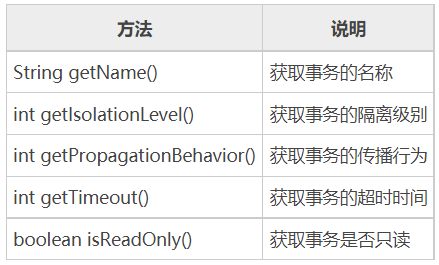 方法 说明
String getName() 获取事务的名称
int getIsolationLevel() 获取事务的隔离级别
int getPropagationBehavior() 获取事务的传播行为
int getTimeout() 获取事务的超时时间
boolean isReadOnly() 获取事务是否只读